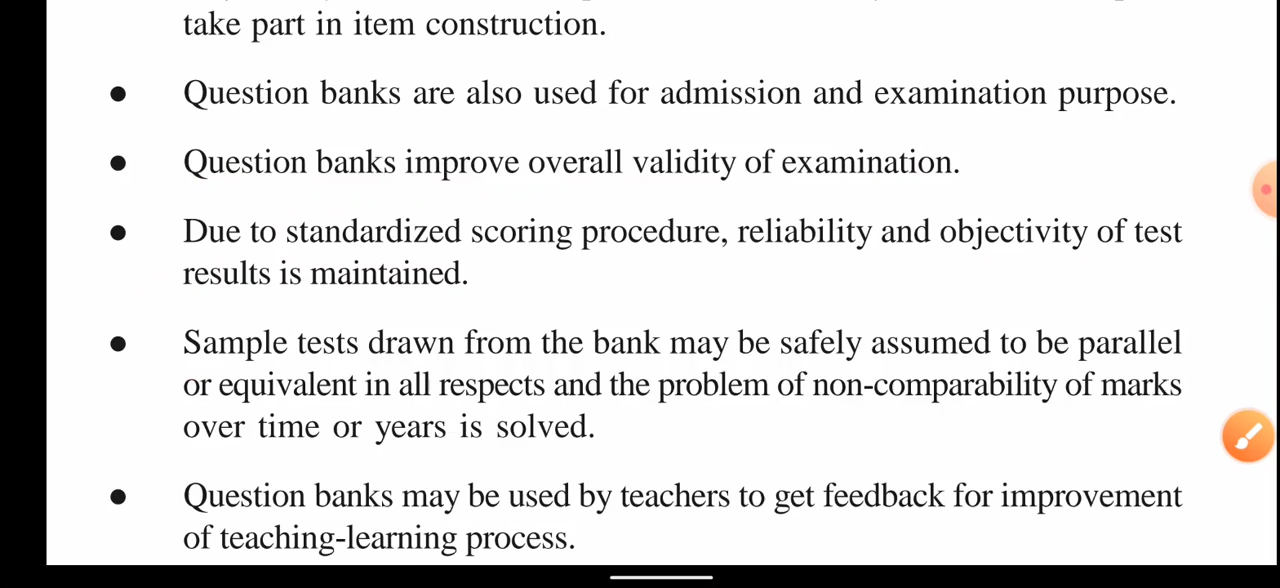 take part in item construction.
● Question banks are also used for admission and examination purpose.
● Question banks improve overall validity of examination.
● Due to standardized scoring procedure, reliability and objectivity of test
results is maintained.
● Sample tests drawn from the bank may be safely assumed to be parallel
or equivalent in all respects and the problem of non-comparability of marks
over time or years is solved.
● Question banks may be used by teachers to get feedback for improvement
of teaching-learning process.